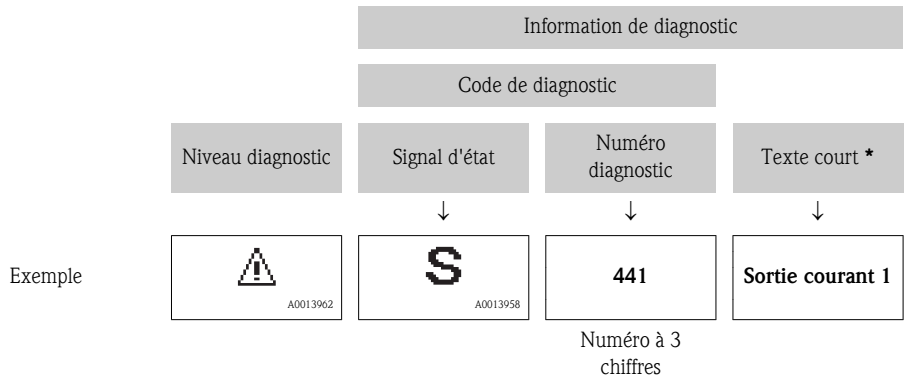 Information de diagnostic
Code de diagnostic
Niveau diagnostic
Signal d'état
Numéro
diagnostic
Texte court *
↓ ↓ ↓
Exemple
S
441
Sortie courant 1
A0013962
A0013958
Numéro à 3
chiffres